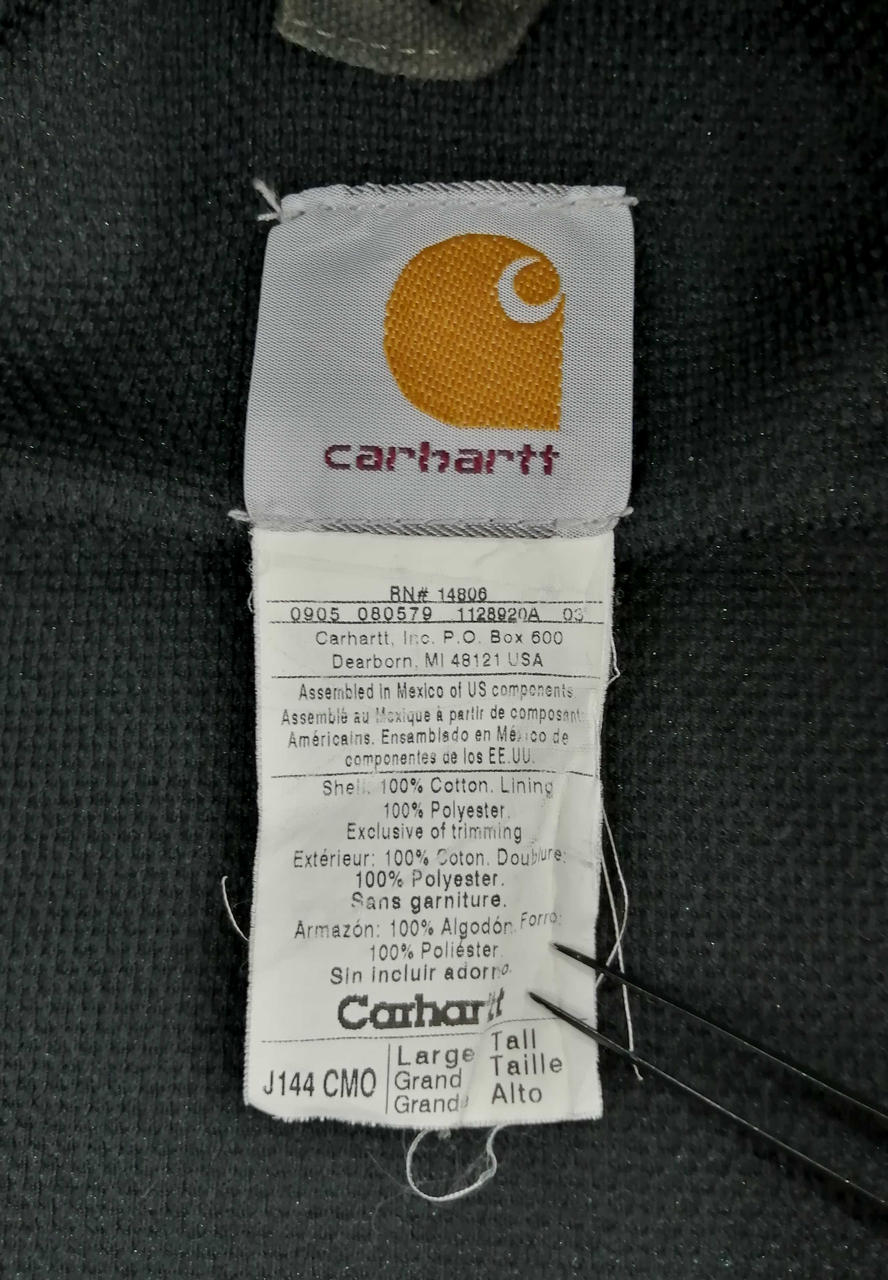 carhartt
RN# 14806
0905 080579 1128920A 03
Carhartt, Inc. P.O. Box 600
Dearborn, MI 48121 USA
Assembled in Mexico of US components
Assemblé au Mexique à partir de composant
Américains. Ensamblado en México de
componentes de los EE.UU.
Shell: 100% Cotton. Lining
100% Polyester.
Exclusive of trimming
Extérieur: 100% Coton. Doublure:
100% Polyester.
Sans garniture.
Armazón: 100% Algodón. Forro:
100% Poliéster.
Sin incluir adorno.
Carhartt
J144 CMO
Large Tall
Grand Taille
Grande Alto